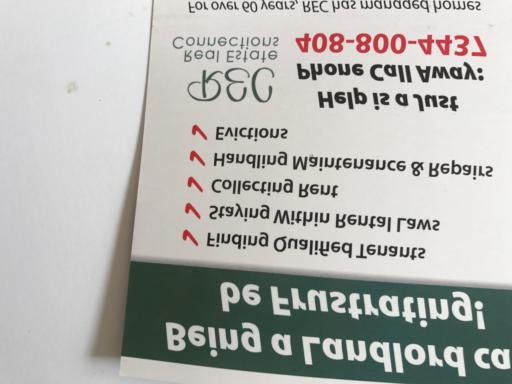 Being a Landlord ca
be Frustrating!
Finding Qualified Tenants
Staying Within Rental Laws
Collecting Rent
Handling Maintenance & Repairs
Evictions
Help is a Just
Phone Call Away:
408-800-4437
REC
Real Estate
Connections
For over 60 years, REC has managed homes